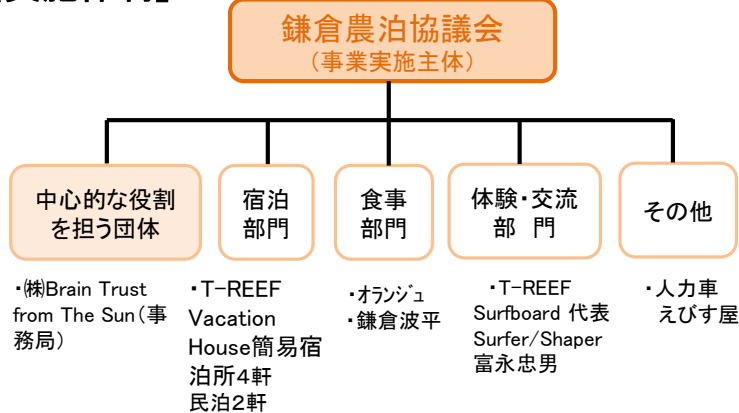 鎌倉農泊協議会
(事業実施主体)
中心的な役割
を担う団体
宿泊
部門
食事
部門
体験・交流
部 門
その他
・㈱Brain Trust
from The Sun(事
務局)
・T-REEF
Vacation
House簡易宿
泊所4軒
民泊2軒
・オランジュ
・鎌倉波平
・T-REEF
Surfboard 代表
Surfer/Shaper
富永忠男
・人力車
えびす屋